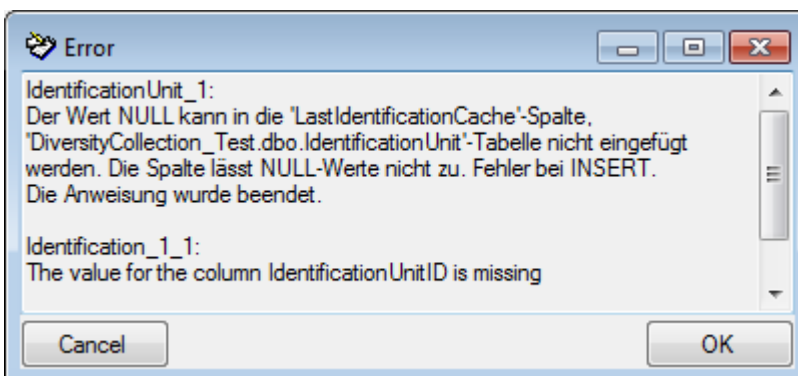 Error
IdentificationUnit_1:
Der Wert NULL kann in die 'LastIdentificationCache'-Spalte,
'DiversityCollection_Test.dbo.IdentificationUnit'-Tabelle nicht eingefügt
werden. Die Spalte lässt NULL-Werte nicht zu. Fehler bei INSERT.
Die Anweisung wurde beendet.
Identification_1_1:
The value for the column IdentificationUnitID is missing
Cancel
OK